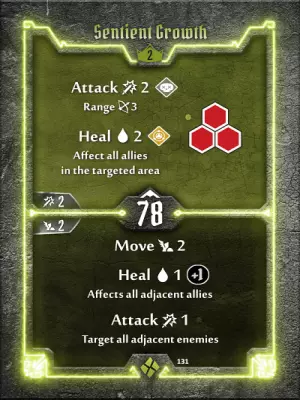 Sentient Growth
2
Attack 2
Range 3
Heal 2
Affect all allies
in the targeted area
2
78
2
Move 2
Heal 1 +1
Affects all adjacent allies
Attack 1
Target all adjacent enemies
131